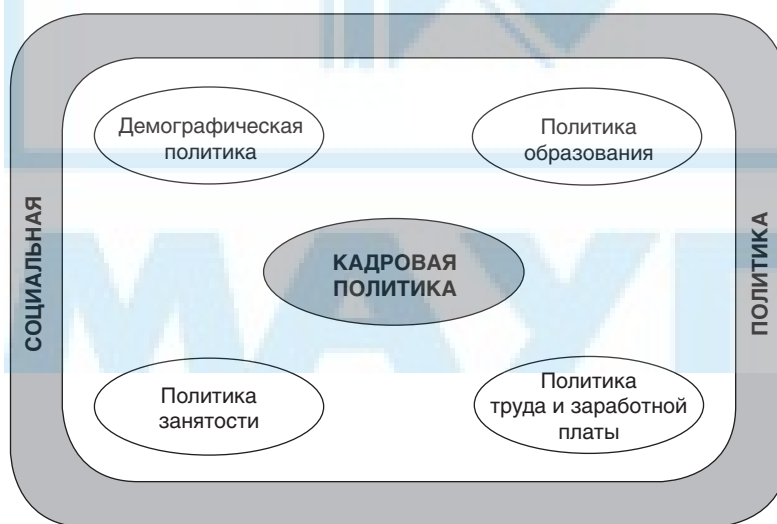 Демографическая
политика
Политика
образования
СОЦИАЛЬНАЯ
КАДРОВАЯ
ПОЛИТИКА
ПОЛИТИКА
Политика
занятости
Политика
труда и заработной
платы